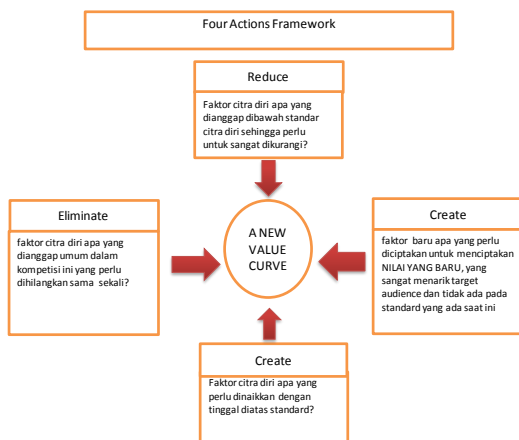 Four Actions Framework
Reduce
Faktor citra diri apa yang
dianggap dibawah standar
citra diri sehingga perlu
untuk sangat dikurangi?
Eliminate
faktor citra diri apa yang
dianggap umum dalam
kompetisi ini yang perlu
dihilangkan sama sekali?
A NEW
VALUE
CURVE
Create
faktor baru apa yang perlu
diciptakan untuk menciptakan
NILAI YANG BARU, yang
sangat menarik target
audience dan tidak ada pada
standard yang ada saat ini
Create
Faktor citra diri apa yang
perlu dinaikkan dengan
tinggal diatas standard?